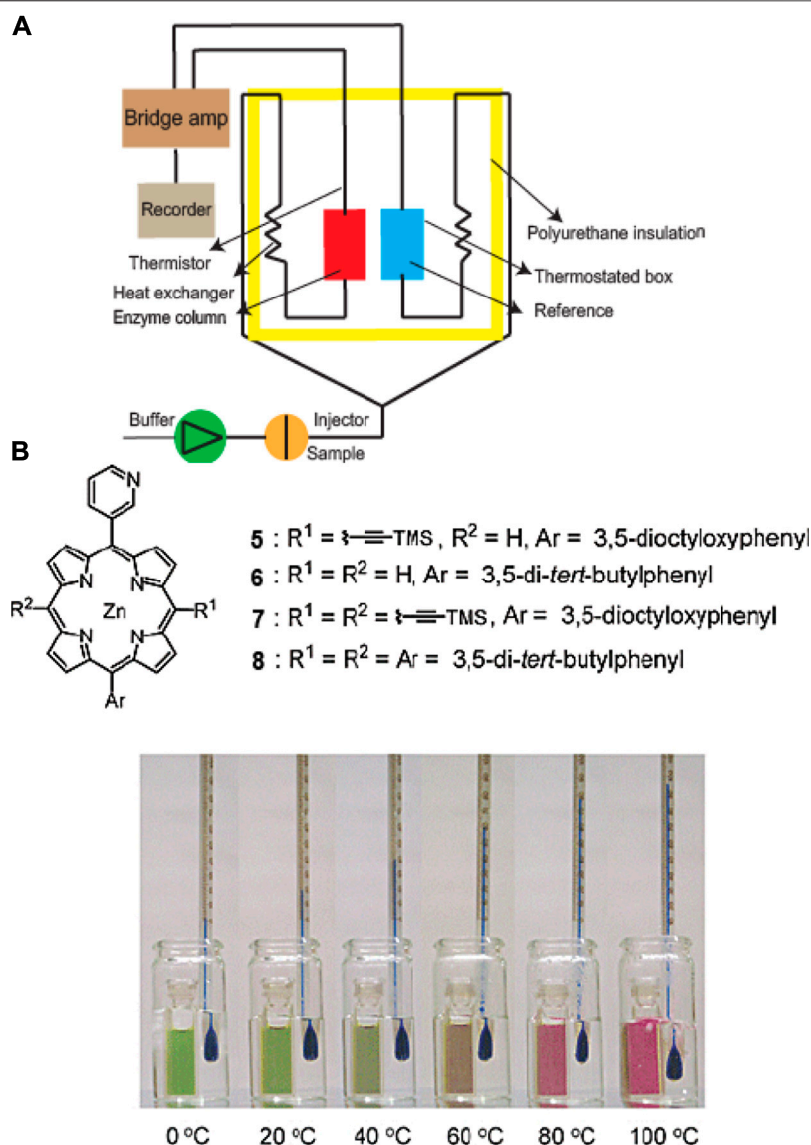 A
Bridge amp
Recorder
Thermistor
Heat exchanger
Enzyme column
Polyurethane insulation
Thermostated box
Reference
Buffer
Injector
Sample
B
N
N N
R² Zn R¹
N N
Ar
5 : R¹ = ⌇–≡–TMS, R² = H, Ar = 3,5-dioctyloxyphenyl
6 : R¹ = R² = H, Ar = 3,5-di-tert-butylphenyl
7 : R¹ = R² = ⌇–≡–TMS, Ar = 3,5-dioctyloxyphenyl
8 : R¹ = R² = Ar = 3,5-di-tert-butylphenyl
0 °C 20 °C 40 °C 60 °C 80 °C 100 °C